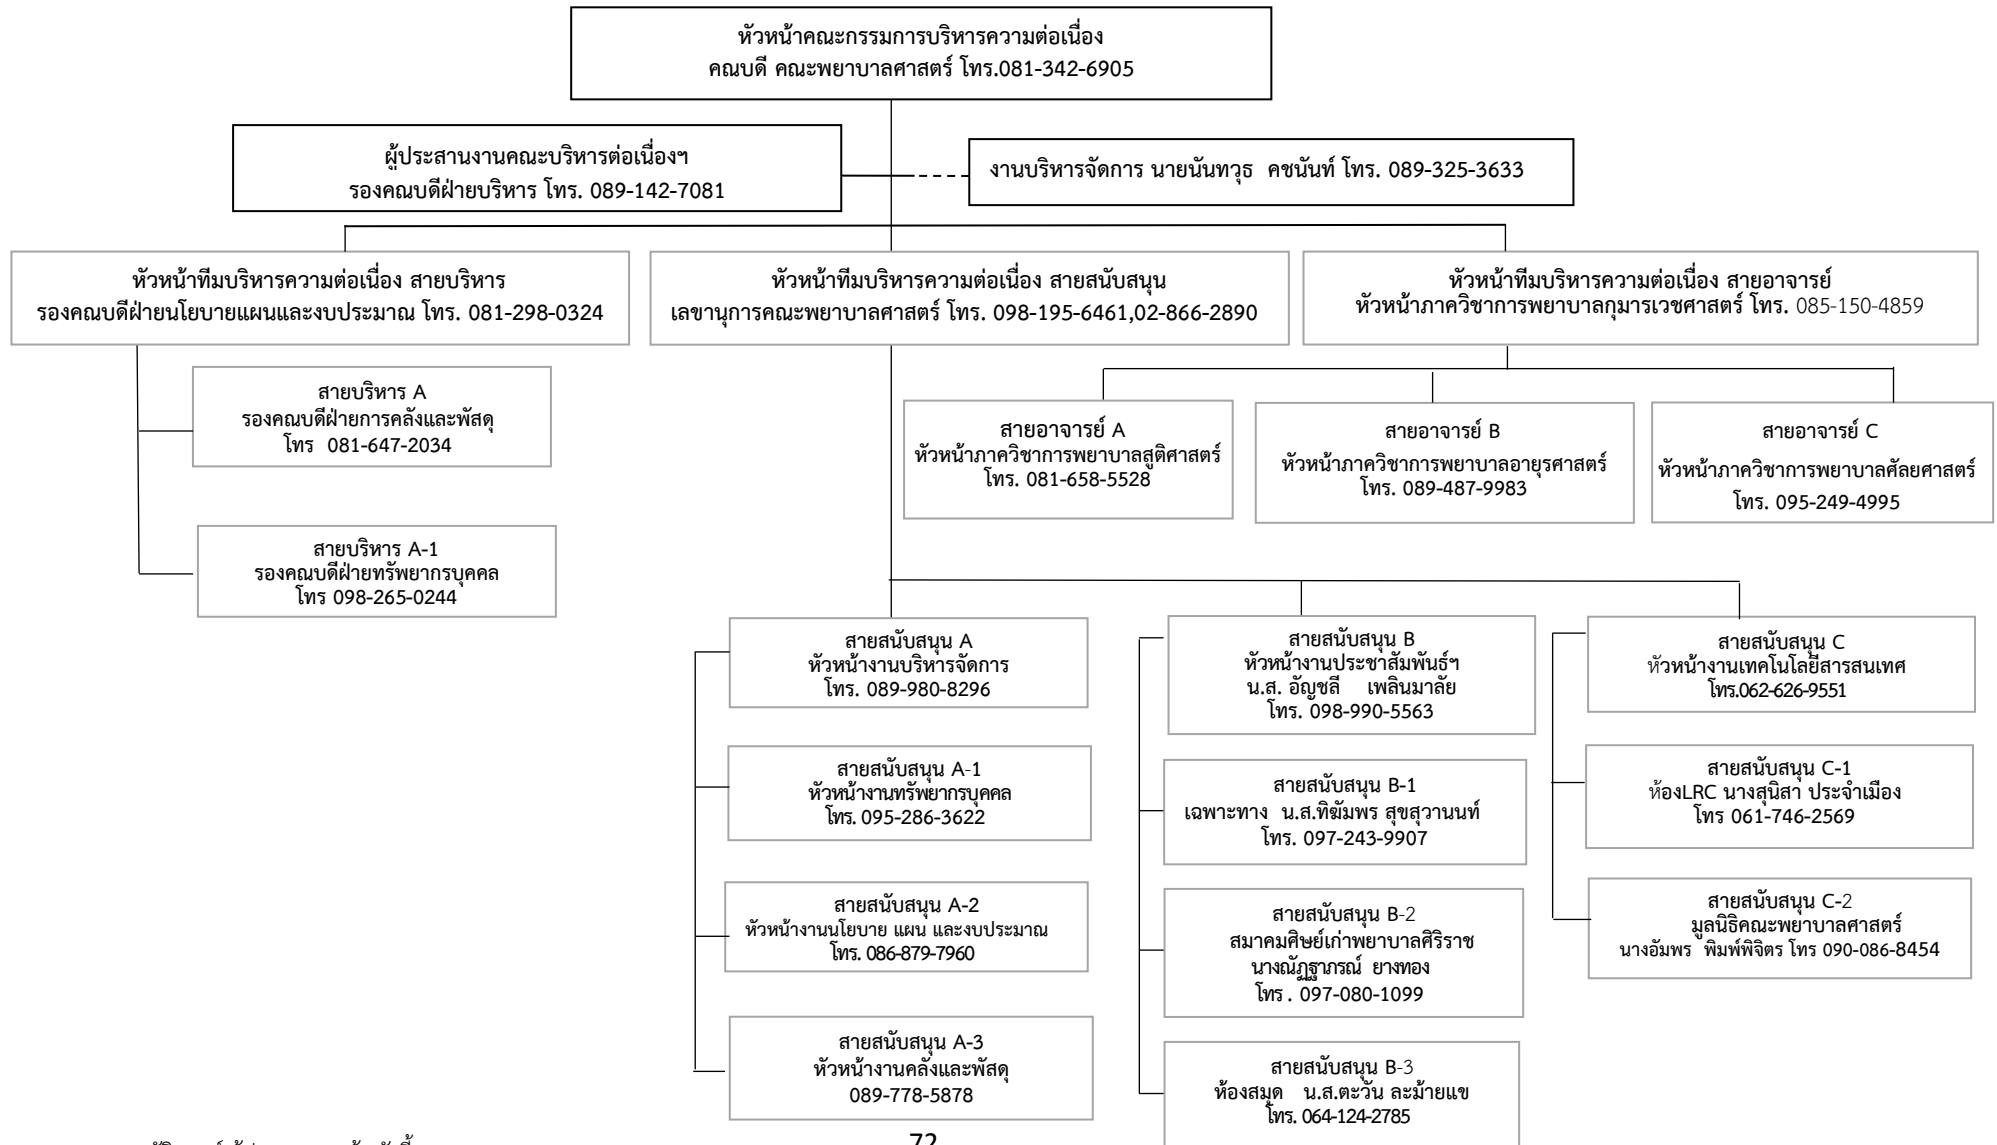 หัวหน้าคณะกรรมการบริหารความต่อเนื่อง
คณบดี คณะพยาบาลศาสตร์ โทร.081-342-6905
ผู้ประสานงานคณะบริหารต่อเนื่องฯ
รองคณบดีฝ่ายบริหาร โทร. 089-142-7081
งานบริหารจัดการ นายนันทวุธ คชนันท์ โทร. 089-325-3633
หัวหน้าทีมบริหารความต่อเนื่อง สายบริหาร
รองคณบดีฝ่ายนโยบายแผนและงบประมาณ โทร. 081-298-0324
หัวหน้าทีมบริหารความต่อเนื่อง สายสนับสนุน
เลขานุการคณะพยาบาลศาสตร์ โทร. 098-195-6461,02-866-2890
หัวหน้าทีมบริหารความต่อเนื่อง สายอาจารย์
หัวหน้าภาควิชาการพยาบาลกุมารเวชศาสตร์ โทร. 085-150-4859
สายบริหาร A
รองคณบดีฝ่ายการคลังและพัสดุ
โทร 081-647-2034
สายบริหาร A-1
รองคณบดีฝ่ายทรัพยากรบุคคล
โทร 098-265-0244
สายอาจารย์ A
หัวหน้าภาควิชาการพยาบาลสูติศาสตร์
โทร. 081-658-5528
สายอาจารย์ B
หัวหน้าภาควิชาการพยาบาลอายุรศาสตร์
โทร. 089-487-9983
สายอาจารย์ C
หัวหน้าภาควิชาการพยาบาลศัลยศาสตร์
โทร. 095-249-4995
สายสนับสนุน A
หัวหน้างานบริหารจัดการ
โทร. 089-980-8296
สายสนับสนุน A-1
หัวหน้างานทรัพยากรบุคคล
โทร. 095-286-3622
สายสนับสนุน A-2
หัวหน้างานนโยบาย แผน และงบประมาณ
โทร. 086-879-7960
สายสนับสนุน A-3
หัวหน้างานคลังและพัสดุ
089-778-5878
สายสนับสนุน B
หัวหน้างานประชาสัมพันธ์ฯ
น.ส. อัญชลี เพลินมาลัย
โทร. 098-990-5563
สายสนับสนุน B-1
เฉพาะทาง น.ส.ทิฆัมพร สุขสุวานนท์
โทร. 097-243-9907
สายสนับสนุน B-2
สมาคมศิษย์เก่าพยาบาลศิริราช
นางณัฏฐาภรณ์ ยางทอง
โทร . 097-080-1099
สายสนับสนุน B-3
ห้องสมุด น.ส.ตะวัน ละม้ายแข
โทร. 064-124-2785
สายสนับสนุน C
หัวหน้างานเทคโนโลยีสารสนเทศ
โทร.062-626-9551
สายสนับสนุน C-1
ห้องLRC นางสุนิสา ประจำเมือง
โทร 061-746-2569
สายสนับสนุน C-2
มูลนิธิคณะพยาบาลศาสตร์
นางอัมพร พิมพ์พิจิตร โทร 090-086-8454
72